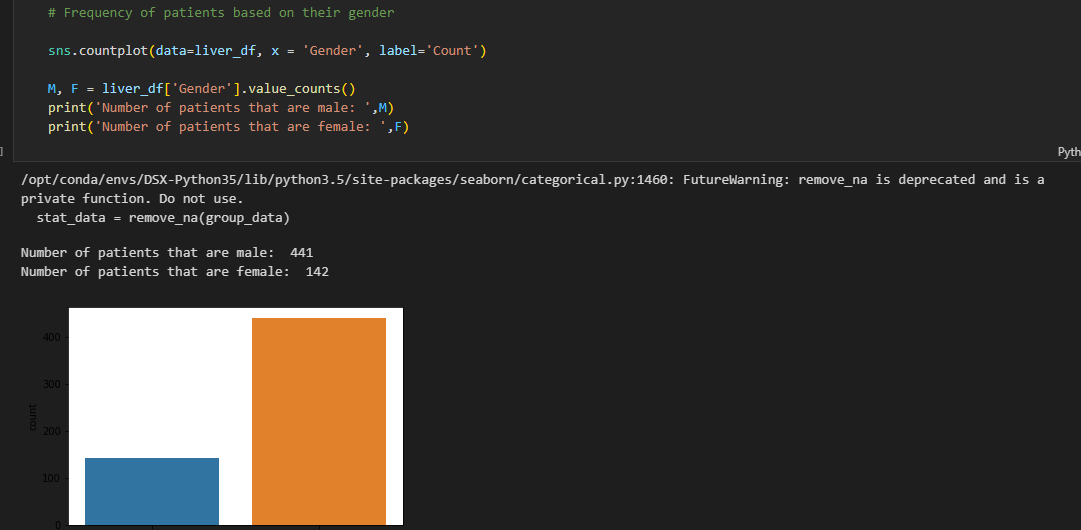 # Frequency of patients based on their gender
sns.countplot(data=liver_df, x = 'Gender', label='Count')
M, F = liver_df['Gender'].value_counts()
print('Number of patients that are male: ',M)
print('Number of patients that are female: ',F)
]
Pyth
/opt/conda/envs/DSX-Python35/lib/python3.5/site-packages/seaborn/categorical.py:1460: FutureWarning: remove_na is deprecated and is a
private function. Do not use.
  stat_data = remove_na(group_data)
Number of patients that are male:  441
Number of patients that are female:  142
400
300
200
100
0
count